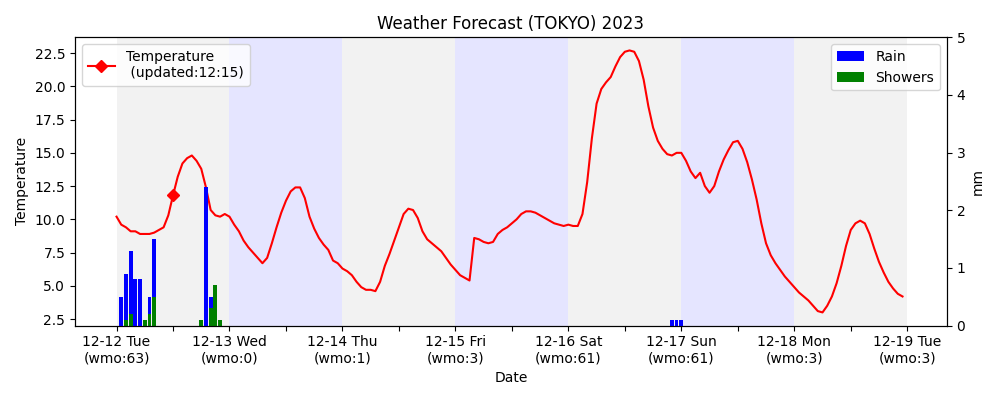 Weather Forecast (TOKYO) 2023
Temperature
(updated:12:15)
Rain
Showers
22.5
20.0
17.5
15.0
12.5
10.0
7.5
5.0
2.5
Temperature
5
4
3
2
1
0
mm
12-12 Tue 12-13 Wed 12-14 Thu 12-15 Fri 12-16 Sat 12-17 Sun 12-18 Mon 12-19 Tue
(wmo:63) (wmo:0) (wmo:1) (wmo:3) (wmo:61) (wmo:61) (wmo:3) (wmo:3)
Date